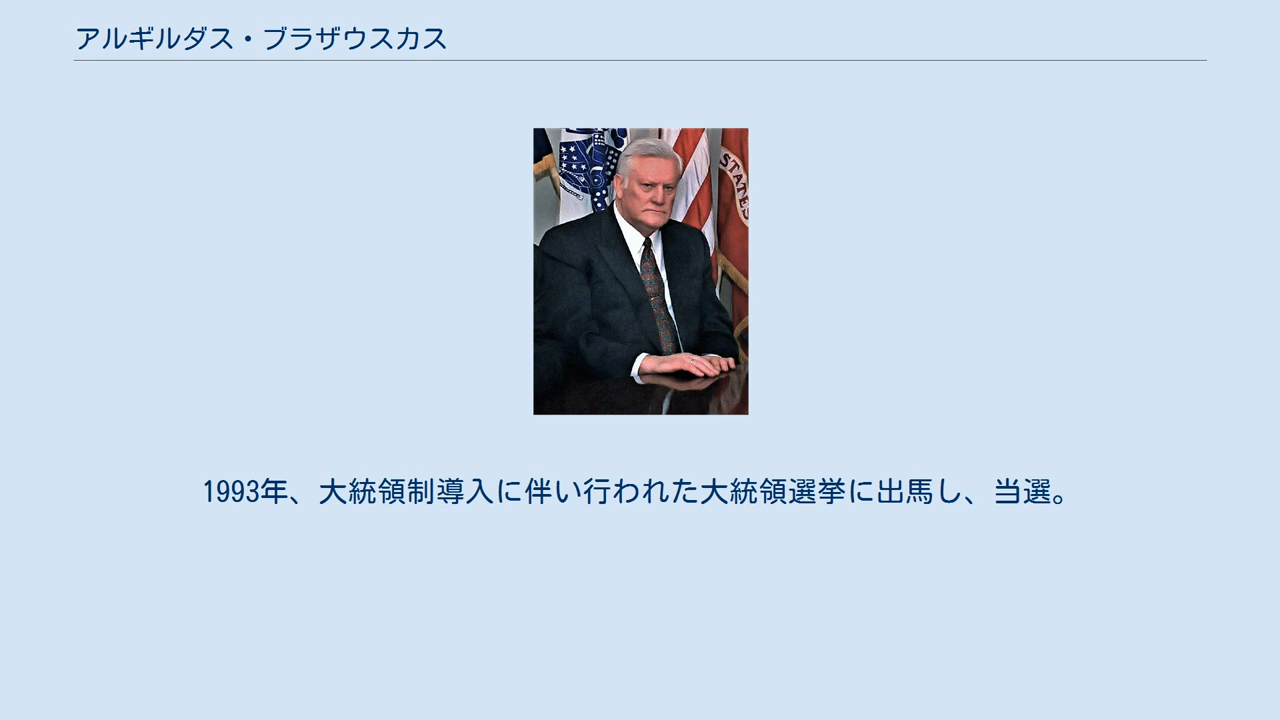 アルギルダス・ブラザウスカス
STATES
1993年、大統領制導入に伴い行われた大統領選挙に出馬し、当選。